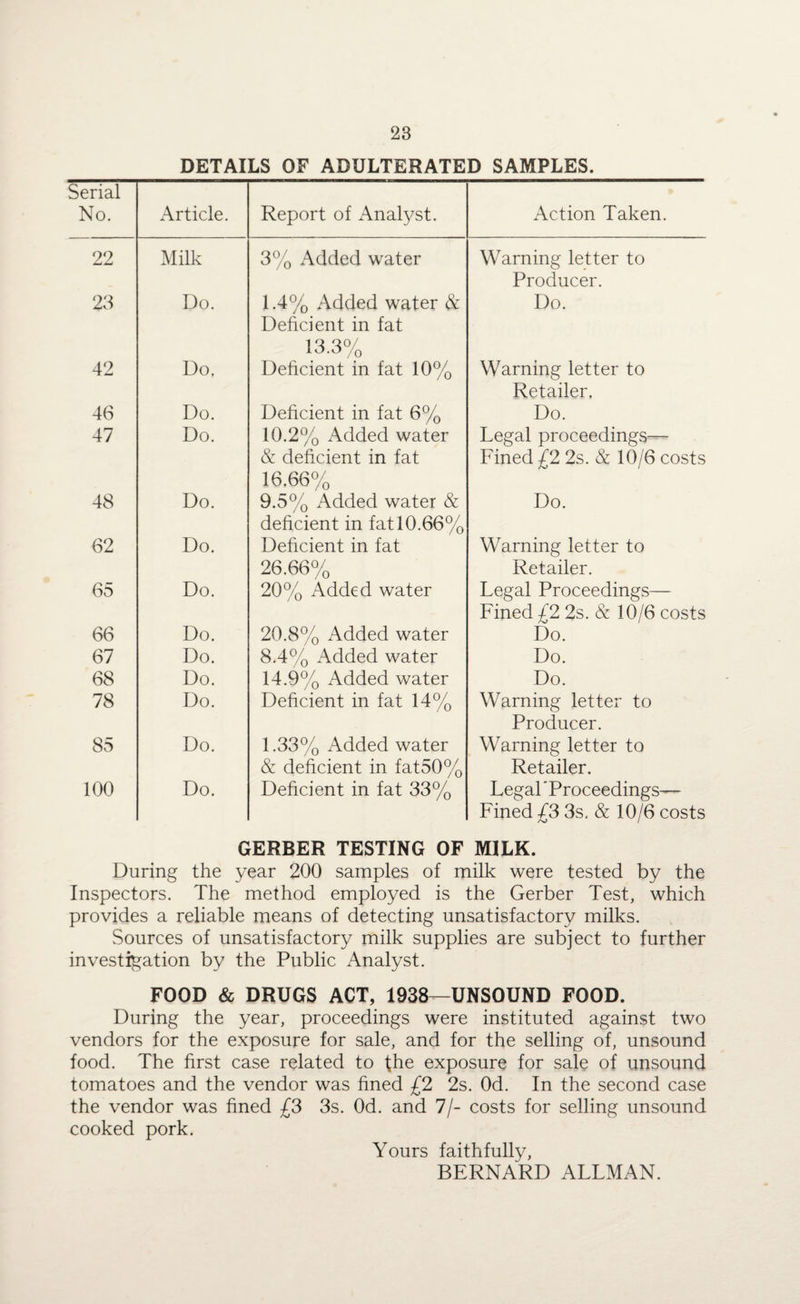 23
DETAILS OF ADULTERATED SAMPLES.
Serial
No. Article. Report of Analyst. Action Taken.
22 Milk 3% Added water Warning letter to
Producer.
23 Do. 1.4% Added water & Do.
Deficient in fat
13.3%
42 Do, Deficient in fat 10% Warning letter to
Retailer.
46 Do. Deficient in fat 6% Do.
47 Do. 10.2% Added water Legal proceedings—
& deficient in fat Fined £2 2s. & 10/6 costs
16.66%
48 Do. 9.5% Added water & Do.
deficient in fat10.66%
62 Do. Deficient in fat Warning letter to
26.66% Retailer.
65 Do. 20% Added water Legal Proceedings—
Fined £2 2s. & 10/6 costs
66 Do. 20.8% Added water Do.
67 Do. 8.4% Added water Do.
68 Do. 14.9% Added water Do.
78 Do. Deficient in fat 14% Warning letter to
Producer.
85 Do. 1.33% Added water Warning letter to
& deficient in fat50% Retailer.
100 Do. Deficient in fat 33% Legal'Proceedings—
Fined £3 3s. & 10/6 costs
GERBER TESTING OF MILK.
During the year 200 samples of milk were tested by the
Inspectors. The method employed is the Gerber Test, which
provides a reliable means of detecting unsatisfactory milks.
Sources of unsatisfactory milk supplies are subject to further
investigation by the Public Analyst.
FOOD & DRUGS ACT, 1938—UNSOUND FOOD.
During the year, proceedings were instituted against two
vendors for the exposure for sale, and for the selling of, unsound
food. The first case related to the exposure for sale of unsound
tomatoes and the vendor was fined £2 2s. 0d. In the second case
the vendor was fined £3 3s. 0d. and 7/- costs for selling unsound
cooked pork.
Yours faithfully,
BERNARD ALLMAN.